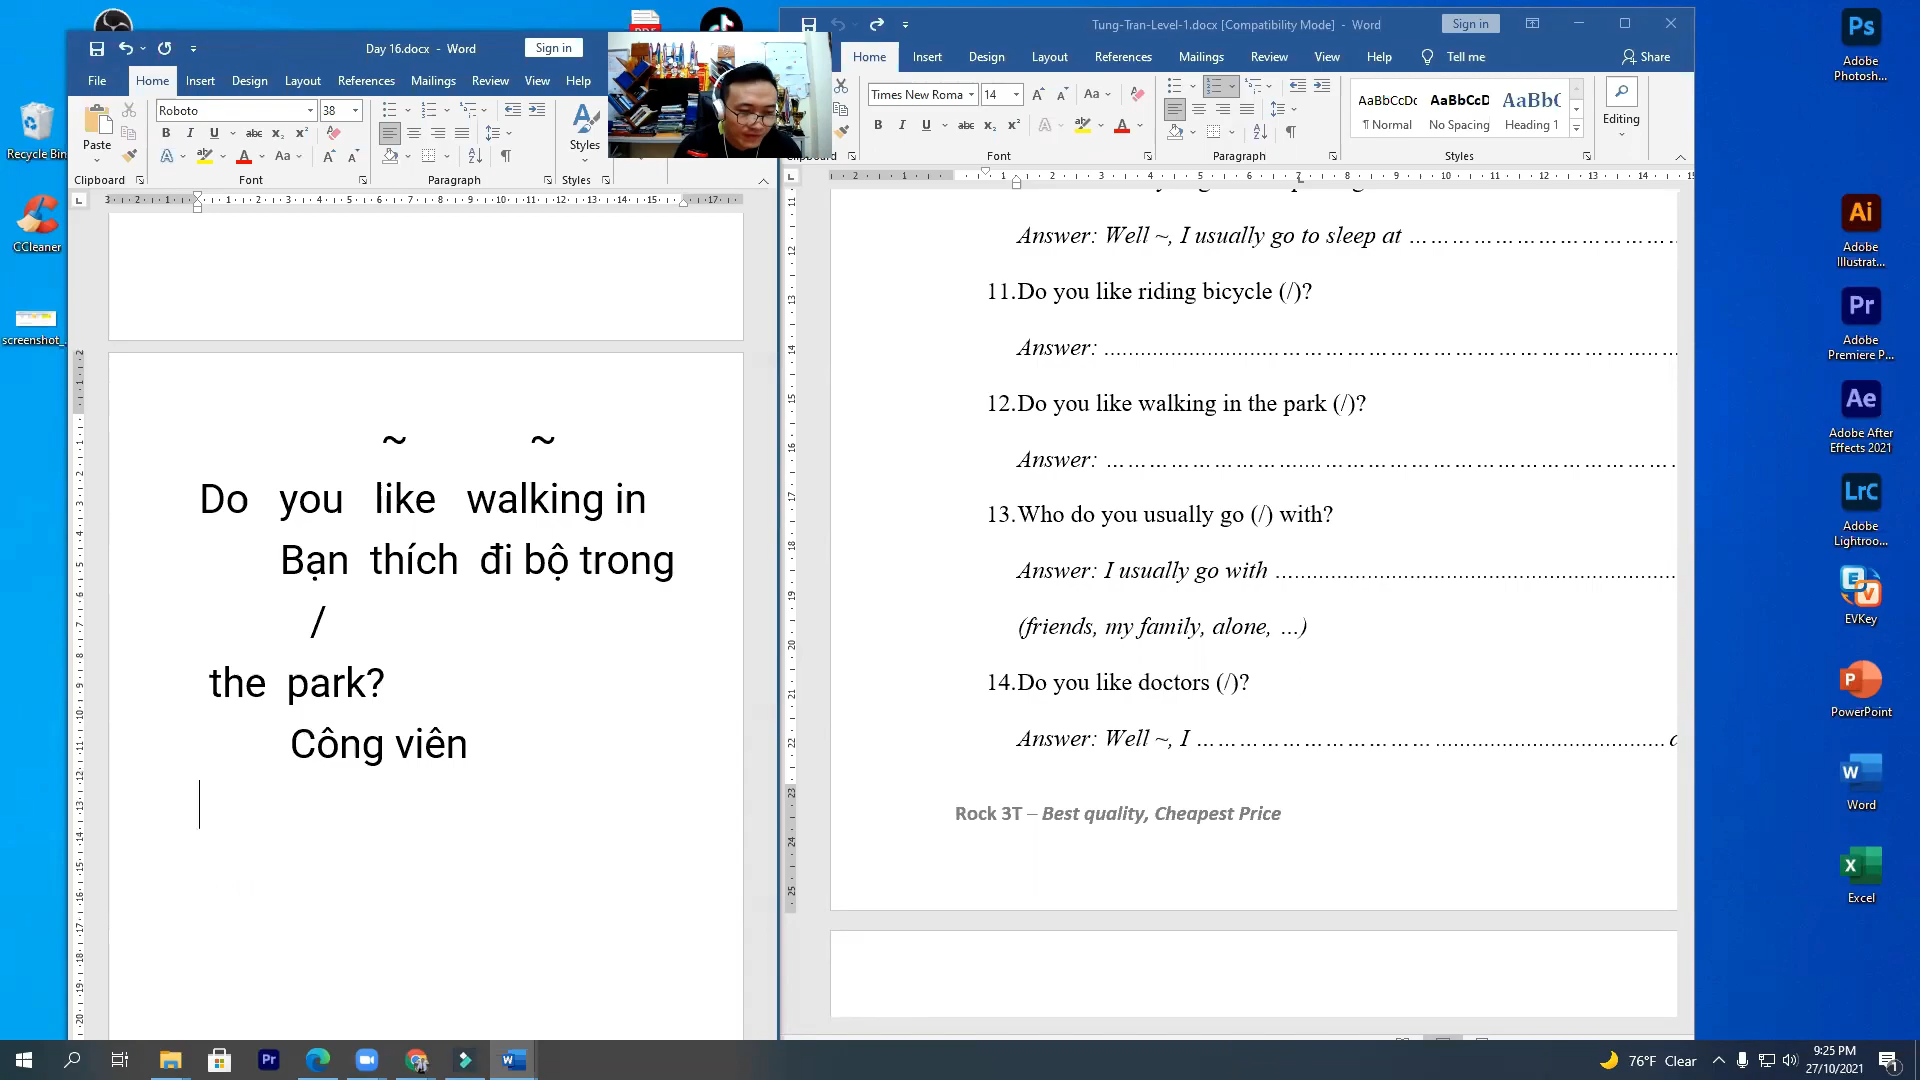 Day 16.docx - Word
Sign in
File Home Insert Design Layout References Mailings Review View Help
Roboto 38
Paste
Styles
Clipboard Font Paragraph Styles
~ ~
Do you like walking in
Bạn thích đi bộ trong
/
the park?
Công viên
Tung-Tran-Level-1.docx [Compatibility Mode] - Word
Sign in
Home Insert Design Layout References Mailings Review View Help Tell me Share
Times New Roma 14
AaBbCcDc AaBbCcD AaBbC
¶ Normal No Spacing Heading 1
Editing
Font Paragraph Styles
Answer: Well ~, I usually go to sleep at ……………………………
11.Do you like riding bicycle (/)?
Answer: ……………………………………………………
12.Do you like walking in the park (/)?
Answer: ……………………………………………………
13.Who do you usually go (/) with?
Answer: I usually go with ……………………………………
(friends, my family, alone, …)
14.Do you like doctors (/)?
Answer: Well ~, I ……………………………………………
Rock 3T – Best quality, Cheapest Price
Recycle Bin
CCleaner
screenshot_...
Adobe Photosh...
Adobe Illustrat...
Adobe Premiere P...
Adobe After Effects 2021
Adobe Lightroo...
EVKey
PowerPoint
Word
Excel
76°F Clear
9:25 PM
27/10/2021